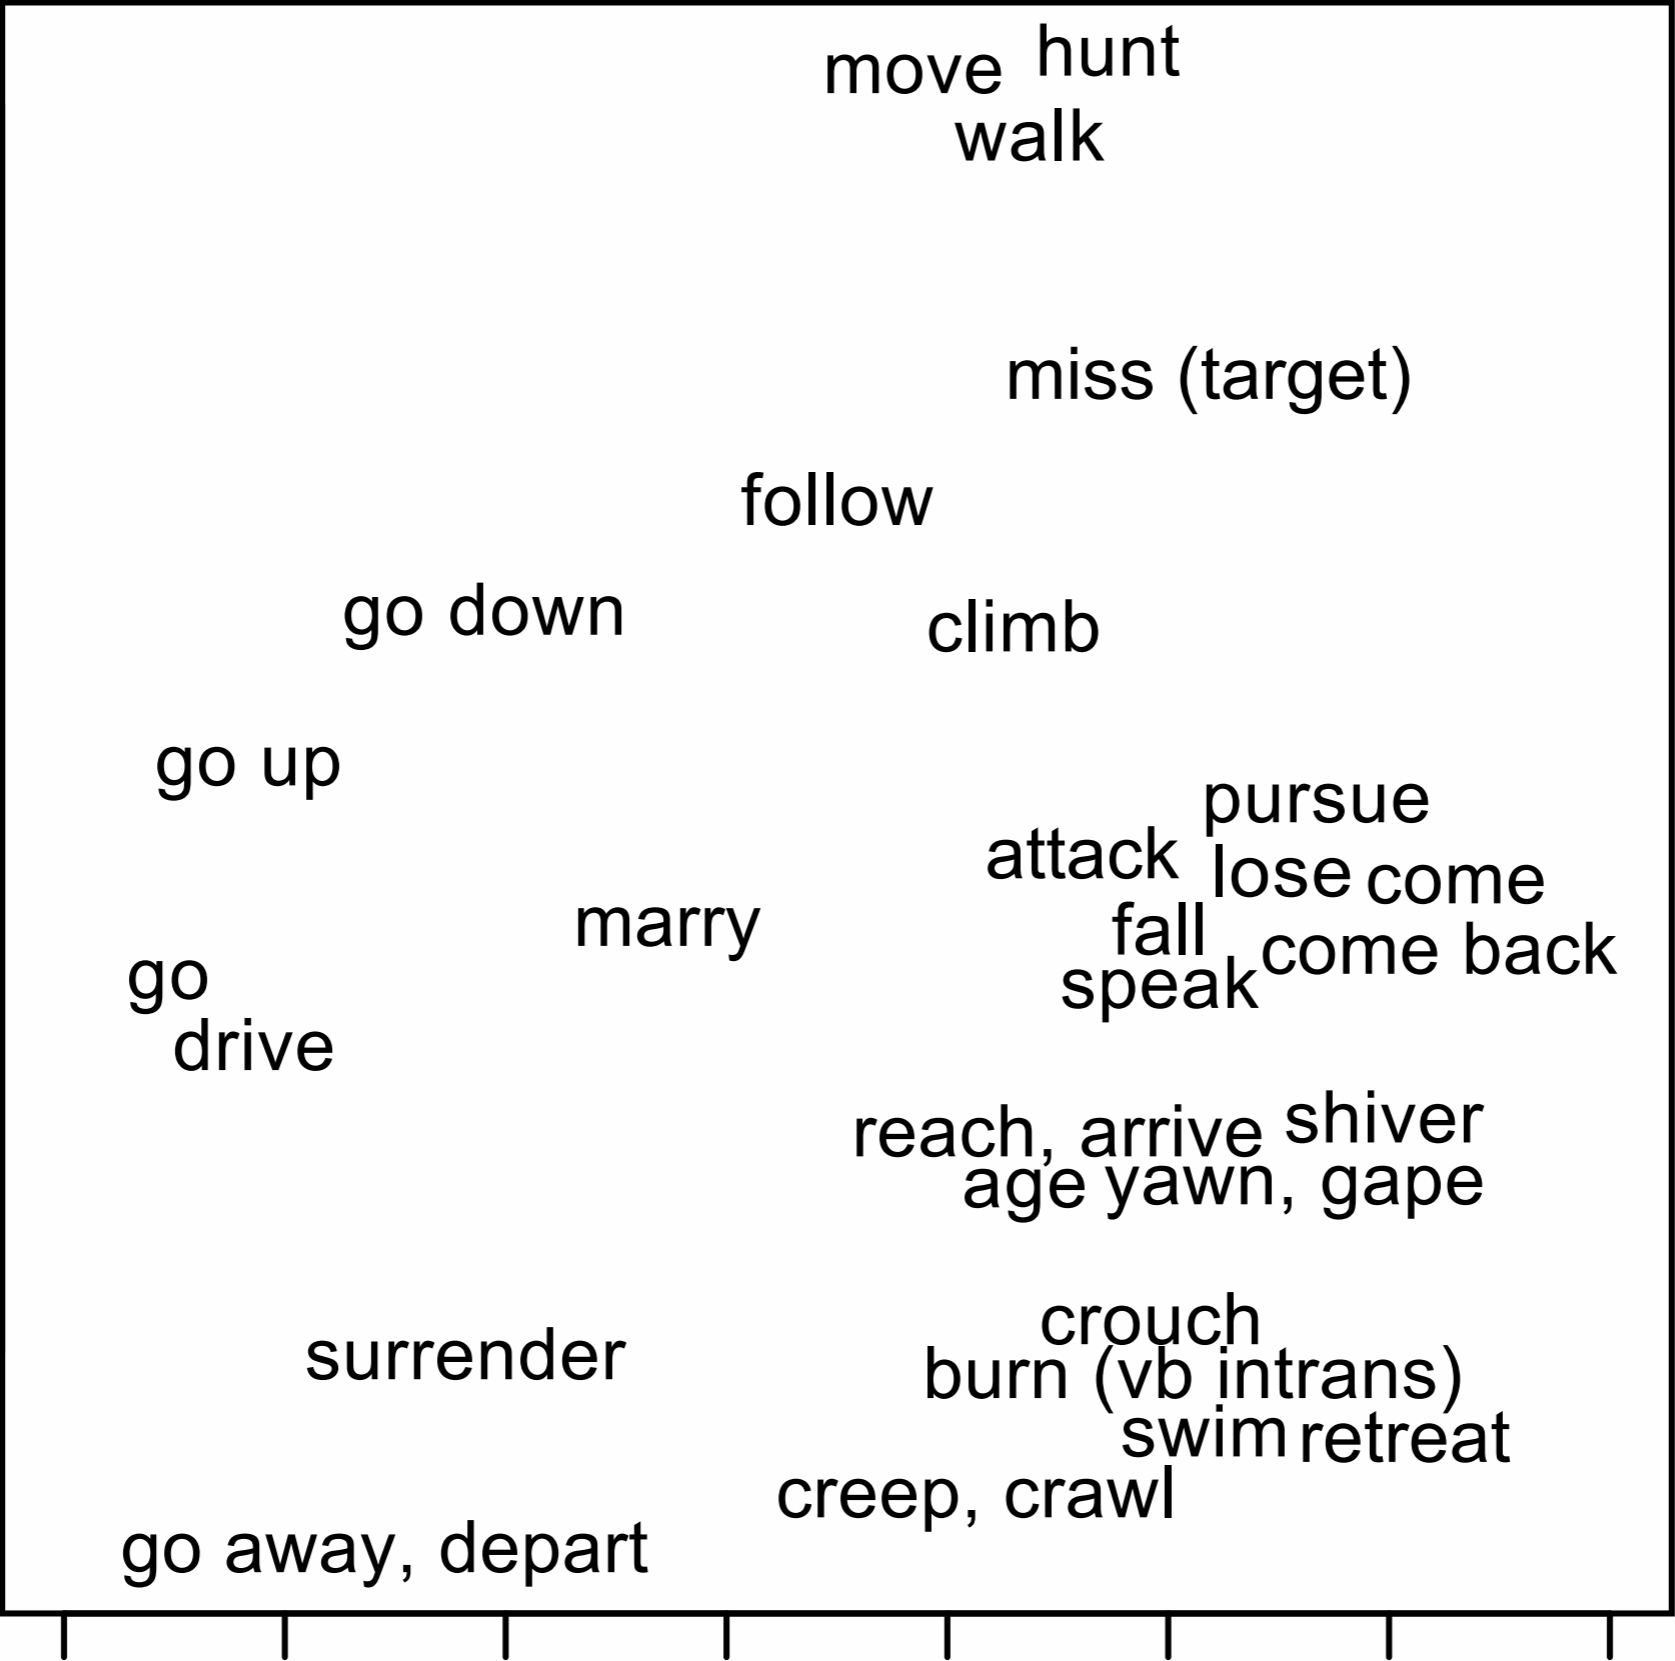 hunt
move
walk
miss (target)
follow
go down
climb
go up
pursue
attack
lose
come
marry
fall
come back
go
speak
drive
reach, arrive
shiver
age
yawn, gape
crouch
surrender
burn (vb intrans)
swim
retreat
creep, crawl
go away, depart